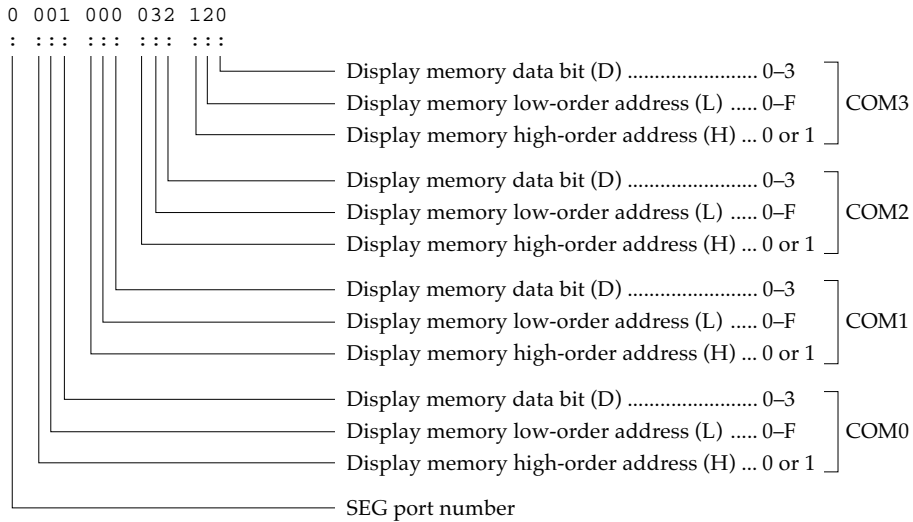 0 001 000 032 120
: ::: ::: ::: :::
Display memory data bit (D) ........................ 0–3
Display memory low-order address (L) ..... 0–F
Display memory high-order address (H) ... 0 or 1
COM3
Display memory data bit (D) ........................ 0–3
Display memory low-order address (L) ..... 0–F
Display memory high-order address (H) ... 0 or 1
COM2
Display memory data bit (D) ........................ 0–3
Display memory low-order address (L) ..... 0–F
Display memory high-order address (H) ... 0 or 1
COM1
Display memory data bit (D) ........................ 0–3
Display memory low-order address (L) ..... 0–F
Display memory high-order address (H) ... 0 or 1
COM0
SEG port number